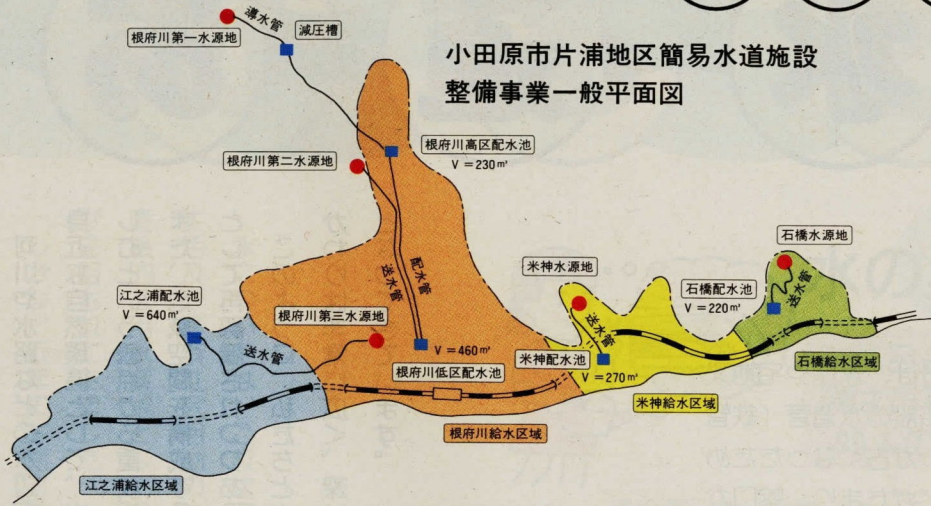 小田原市片浦地区簡易水道施設
整備事業一般平面図
導水管
根府川第一水源地
減圧槽
根府川高区配水池
V＝230㎥
根府川第二水源地
配水管
送水管
石橋水源地
米神水源地
石橋配水池
V＝220㎥
送水管
江之浦配水池
V＝640㎥
根府川第三水源地
送水管
送水管
V＝460㎥
米神配水池
V＝270㎥
根府川低区配水池
石橋給水区域
米神給水区域
根府川給水区域
江之浦給水区域